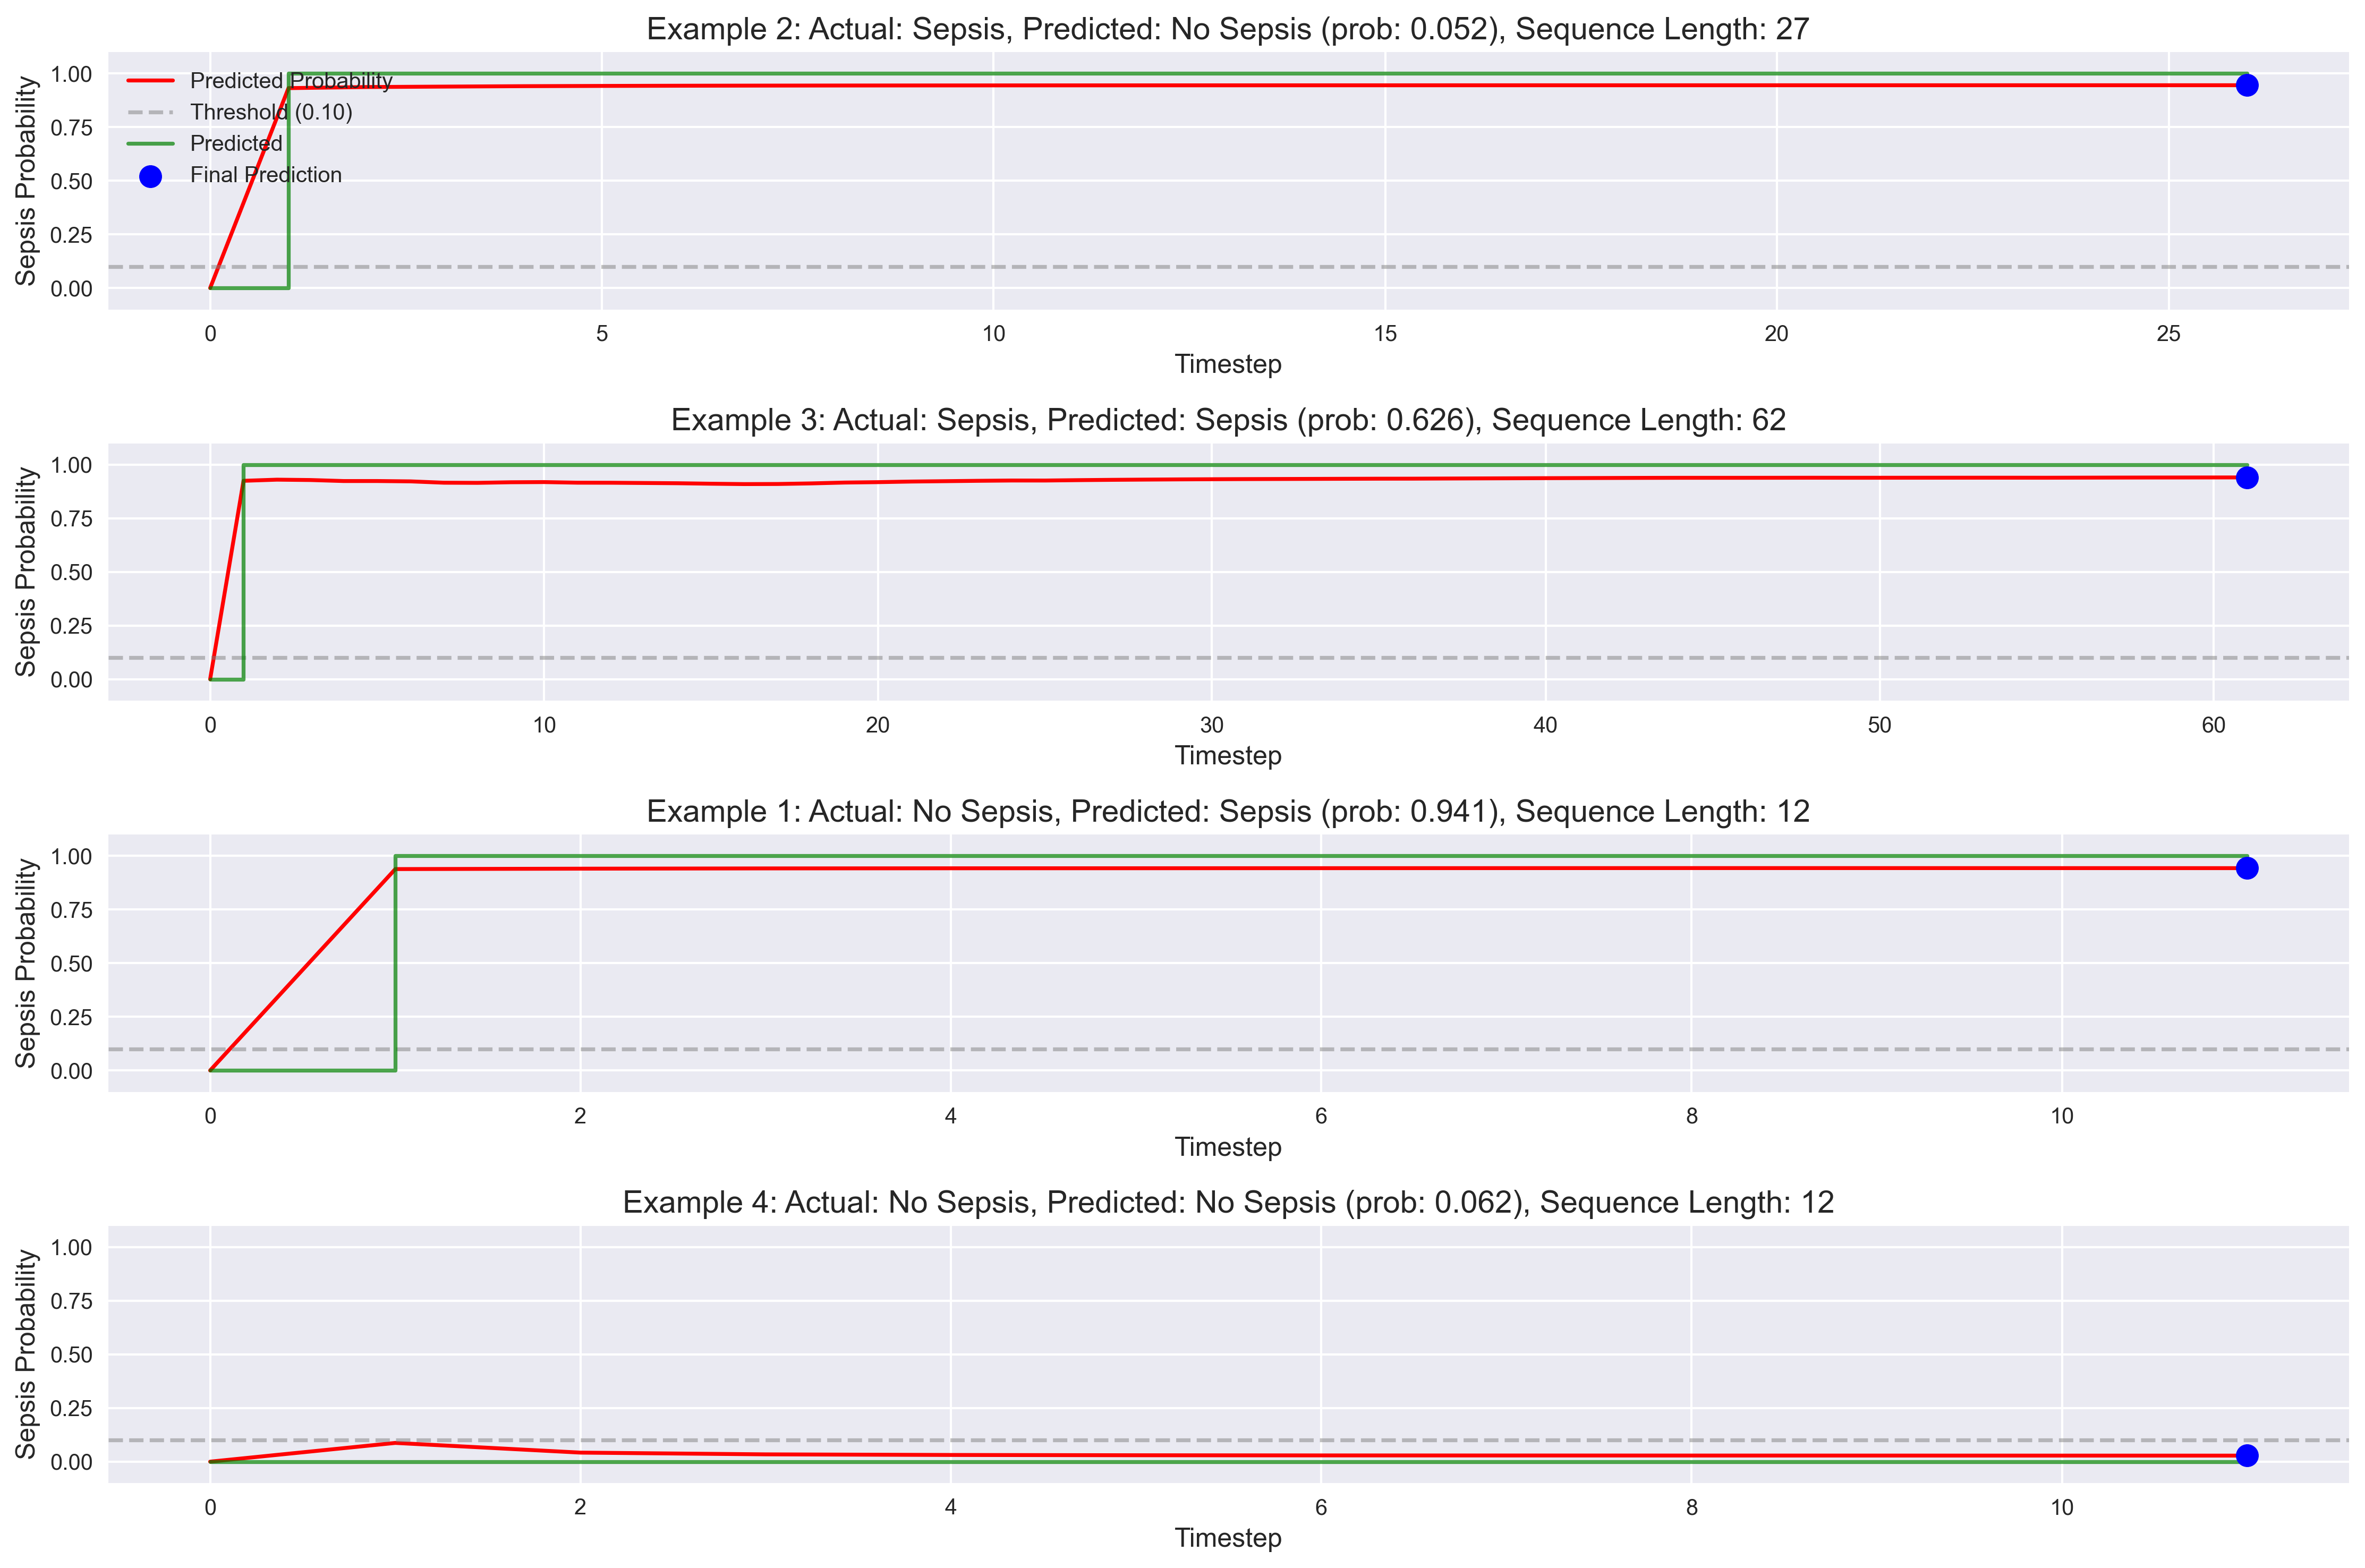 Example 2: Actual: Sepsis, Predicted: No Sepsis (prob: 0.052), Sequence Length: 27
Sepsis Probability
1.00
0.75
0.50
0.25
0.00
Predicted Probability
Threshold (0.10)
Predicted
Final Prediction
0 5 10 15 20 25
Timestep
Example 3: Actual: Sepsis, Predicted: Sepsis (prob: 0.626), Sequence Length: 62
Sepsis Probability
1.00
0.75
0.50
0.25
0.00
0 10 20 30 40 50 60
Timestep
Example 1: Actual: No Sepsis, Predicted: Sepsis (prob: 0.941), Sequence Length: 12
Sepsis Probability
1.00
0.75
0.50
0.25
0.00
0 2 4 6 8 10
Timestep
Example 4: Actual: No Sepsis, Predicted: No Sepsis (prob: 0.062), Sequence Length: 12
Sepsis Probability
1.00
0.75
0.50
0.25
0.00
0 2 4 6 8 10
Timestep